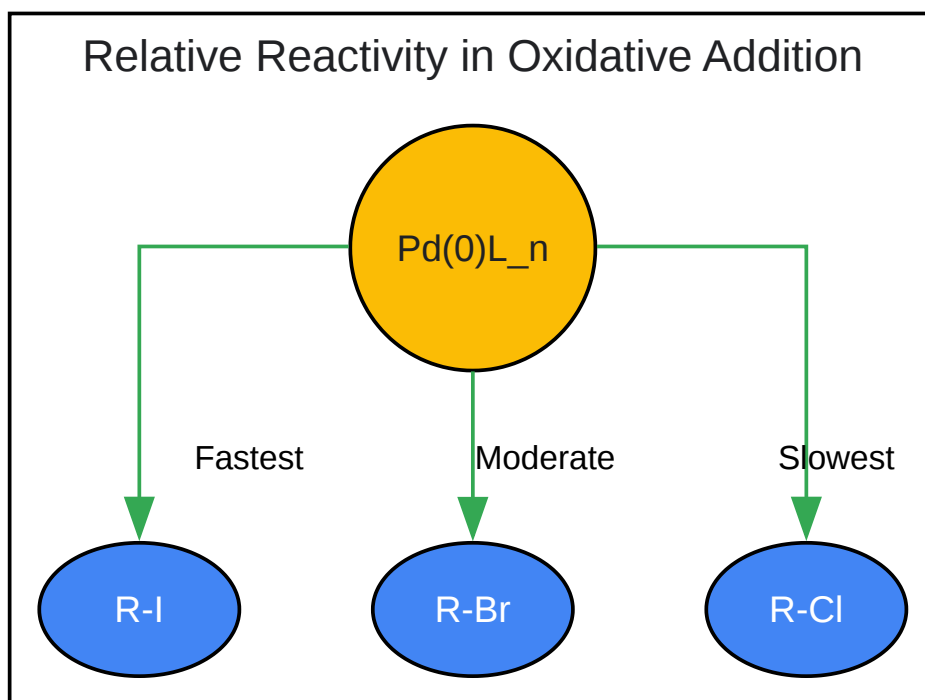 Relative Reactivity in Oxidative Addition
Pd(0)L_n
Fastest
Moderate
Slowest
R-I
R-Br
R-Cl